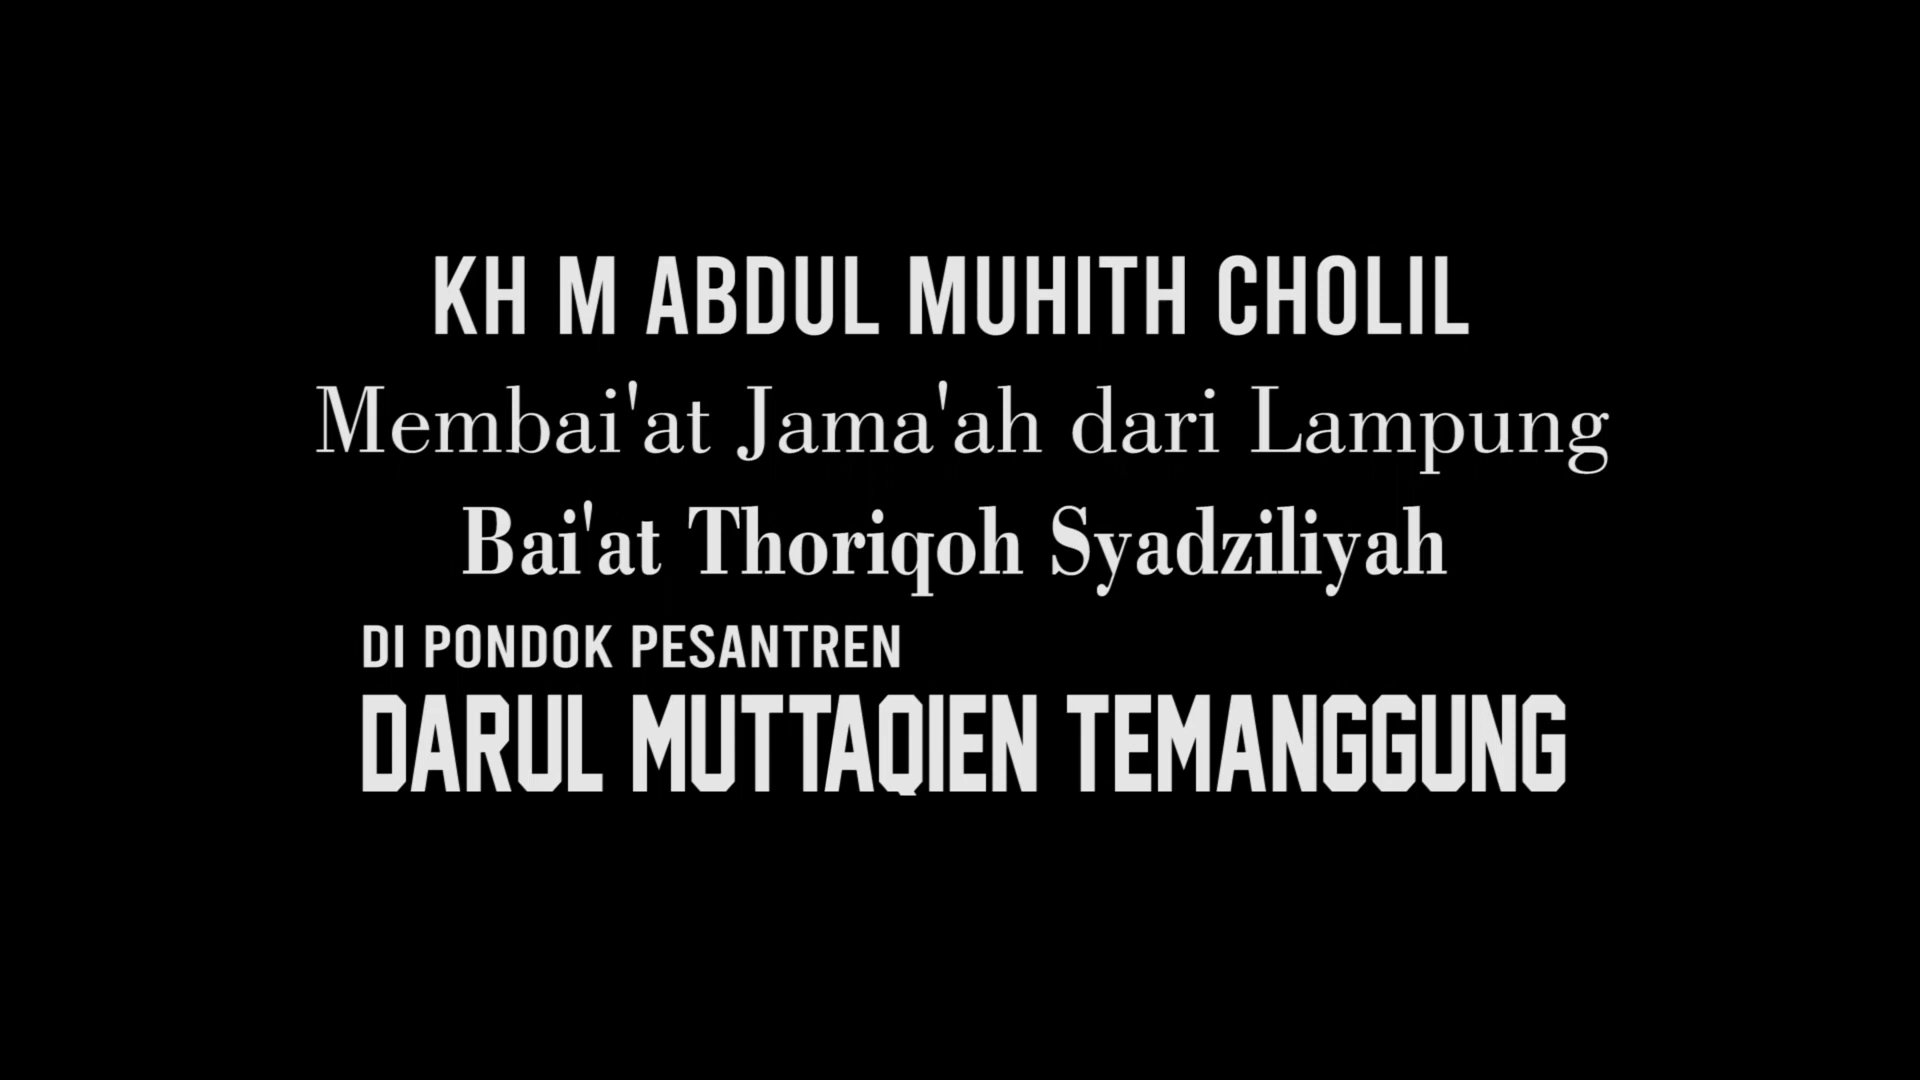 KH M ABDUL MUHITH CHOLIL
Membai'at Jama'ah dari Lampung
Bai'at Thoriqoh Syadziliyah
DI PONDOK PESANTREN
DARUL MUTTAQIEN TEMANGGUNG